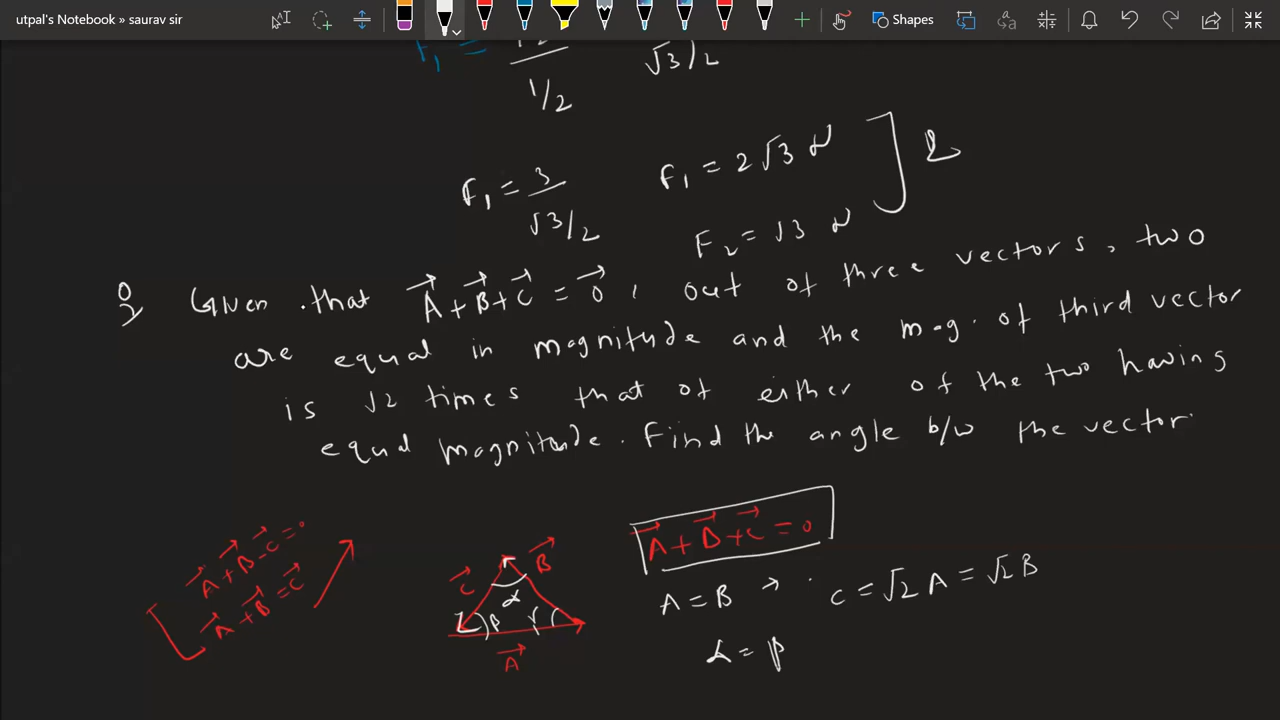 utpal's Notebook » saurav sir
Shapes
F₁ =
1/2
√3/2
F₁ = 3 / √3/2
F₁ = 2√3 N
F₂ = √3 N
Q Given that A⃗ + B⃗ + C⃗ = 0⃗, out of three vectors, two
are equal in magnitude and the mag. of third vector
is √2 times that of either of the two having
equal magnitude. Find the angle b/w the vector
A⃗ + B⃗ - C⃗ = 0
A⃗ + B⃗ = C⃗
C⃗
B⃗
α
β
γ
A⃗
A⃗ + B⃗ + C⃗ = 0
A = B → C = √2 A = √2 B
α = β